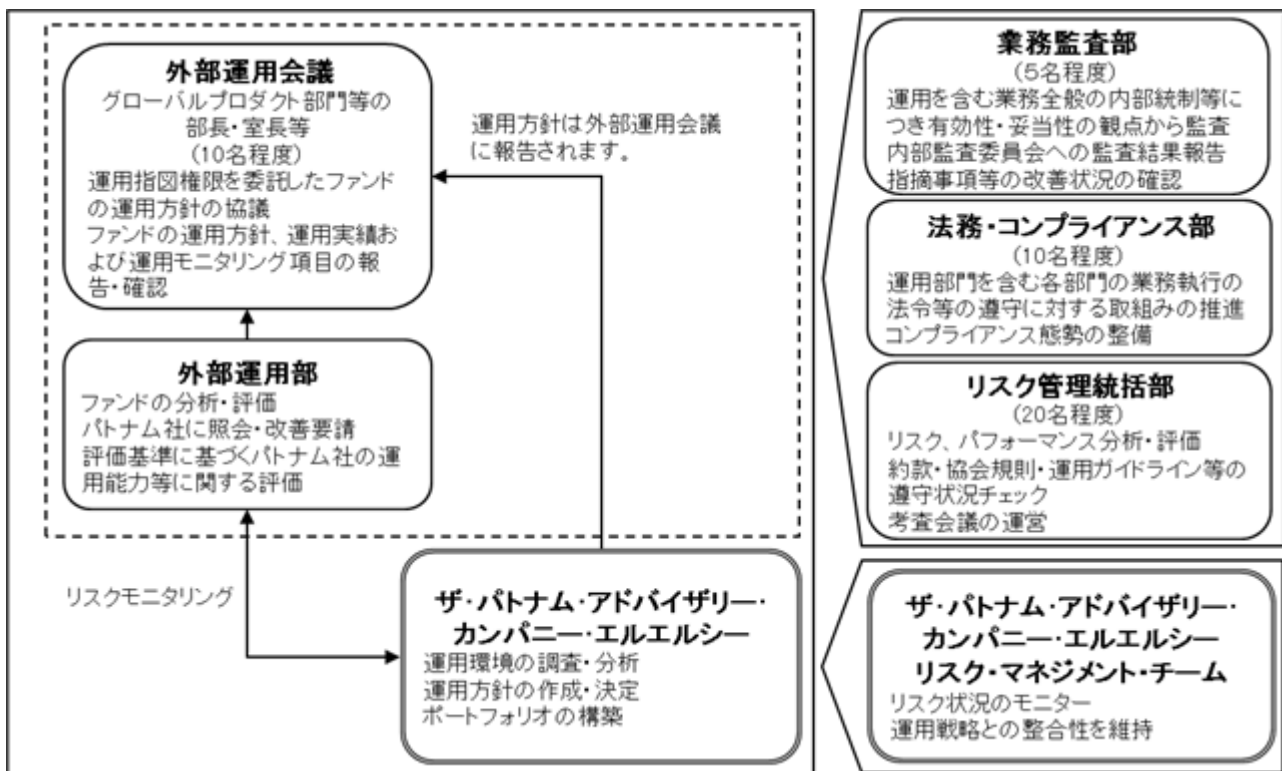 外部運用会議
グローバルプロダクト部門等の
部長・室長等
(10名程度)
運用指図権限を委託したファンド
の運用方針の協議
ファンドの運用方針、運用実績お
よび運用モニタリング項目の報
告・確認
運用方針は外部運用会議
に報告されます。
外部運用部
ファンドの分析・評価
パトナム社に照会・改善要請
評価基準に基づくパトナム社の運
用能力等に関する評価
リスクモニタリング
ザ・パトナム・アドバイザリー・
カンパニー・エルエルシー
運用環境の調査・分析
運用方針の作成・決定
ポートフォリオの構築
業務監査部
(5名程度)
運用を含む業務全般の内部統制等に
つき有効性・妥当性の観点から監査
内部監査委員会への監査結果報告
指摘事項等の改善状況の確認
法務・コンプライアンス部
(10名程度)
運用部門を含む各部門の業務執行の
法令等の遵守に対する取組みの推進
コンプライアンス態勢の整備
リスク管理統括部
(20名程度)
リスク、パフォーマンス分析・評価
約款・協会規則・運用ガイドライン等の
遵守状況チェック
考査会議の運営
ザ・パトナム・アドバイザリー・
カンパニー・エルエルシー
リスク・マネジメント・チーム
リスク状況のモニター
運用戦略との整合性を維持